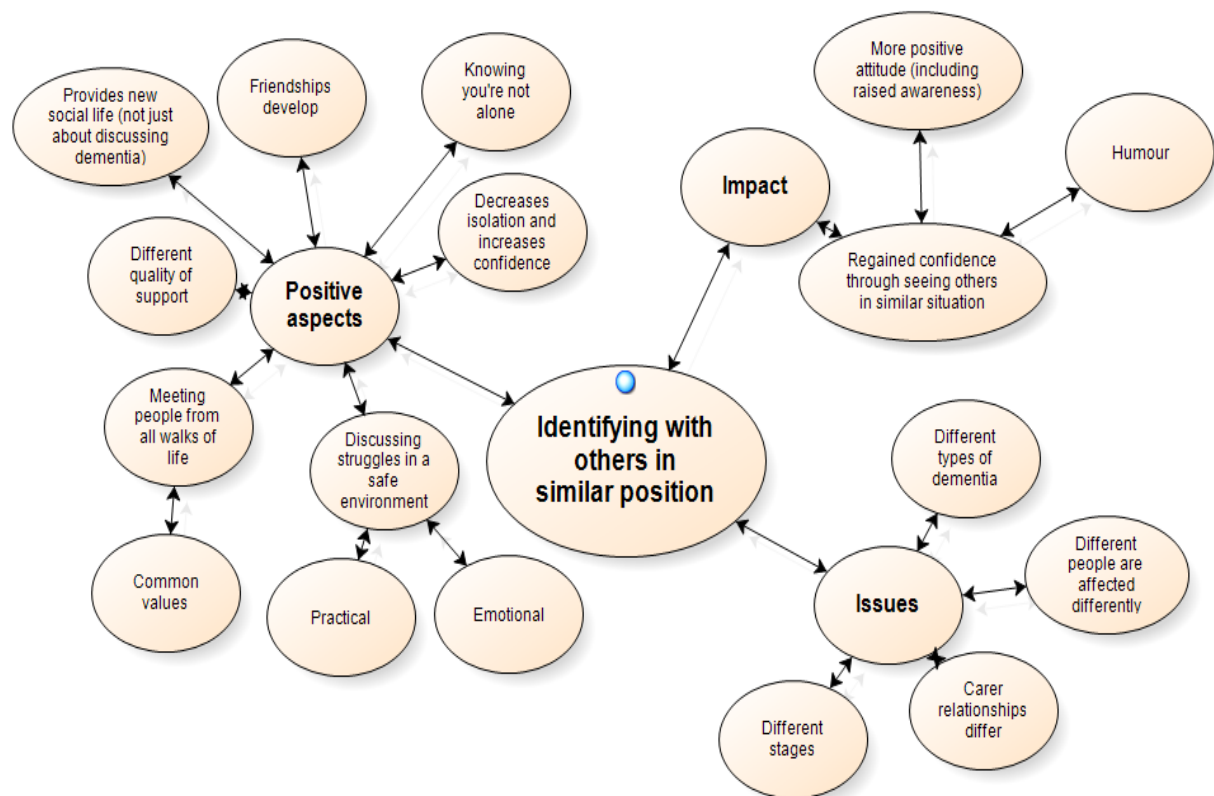 More positive
attitude (including
raised awareness)
Knowing
you're not
alone
Friendships
develop
Provides new
social life (not just
about discussing
dementia)
Humour
Impact
Decreases
isolation and
increases
confidence
Different
quality of
support
Positive
aspects
Regained confidence
through seeing others
in similar situation
Meeting
people from
all walks of
life
Discussing
struggles in a
safe
environment
Identifying with
others in
similar position
Different
types of
dementia
Different
people are
affected
differently
Common
values
Practical
Emotional
Issues
Carer
relationships
differ
Different
stages